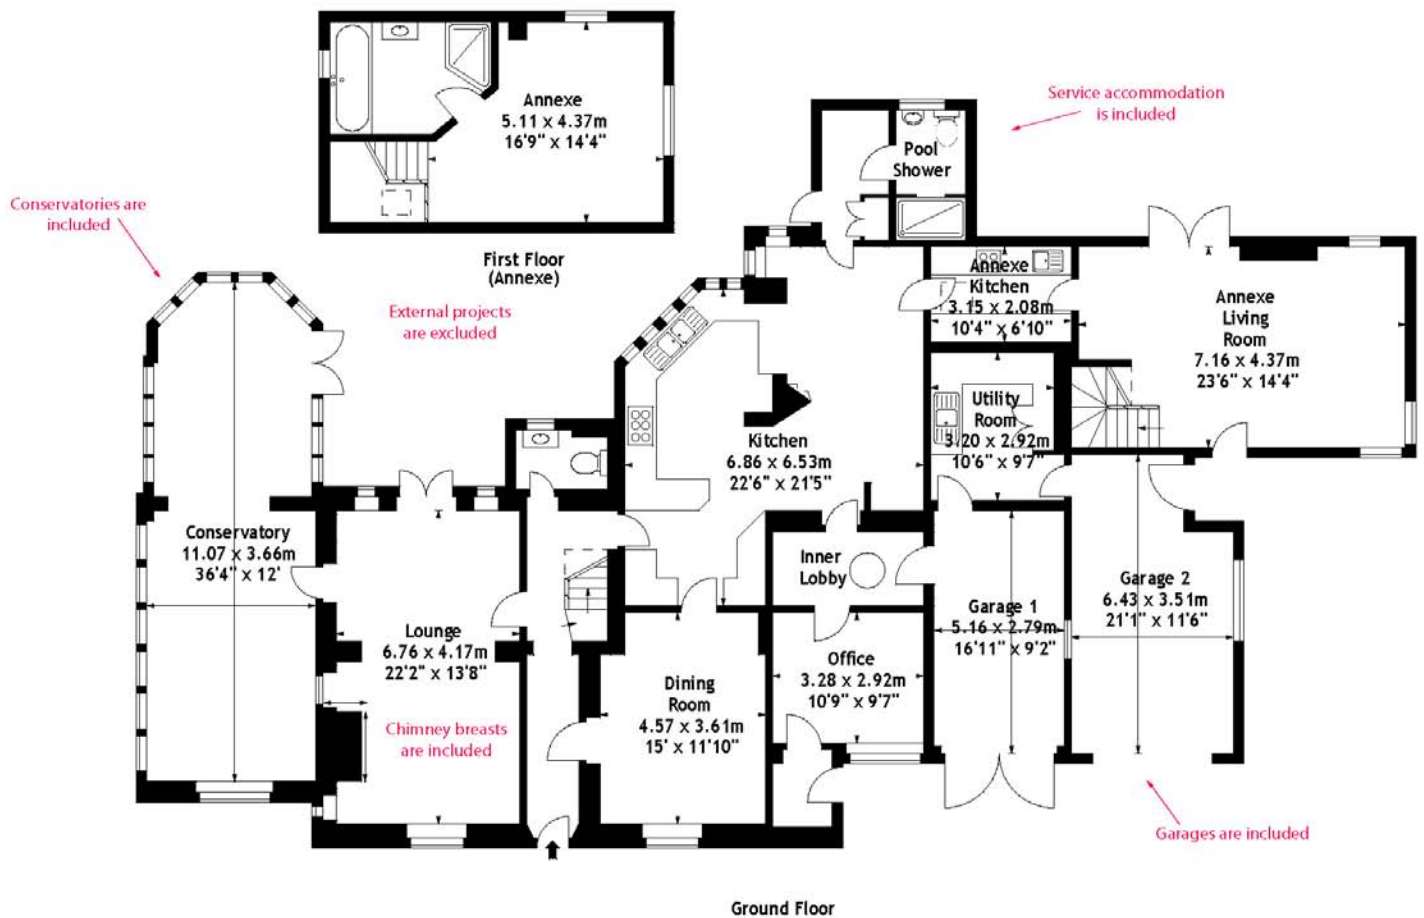 Annexe
5.11 x 4.37m
16'9" x 14'4"
Service accommodation
is included
Pool
Shower
Conservatories are
included
First Floor
(Annexe)
External projects
are excluded
Annexe
Kitchen
3.15 x 2.08m
10'4" x 6'10"
Annexe
Living
Room
7.16 x 4.37m
23'6" x 14'4"
Utility
Room
3.20 x 2.92m
10'6" x 9'7"
Kitchen
6.86 x 6.53m
22'6" x 21'5"
Conservatory
11.07 x 3.66m
36'4" x 12'
Inner
Lobby
Garage 2
6.43 x 3.51m
21'1" x 11'6"
Garage 1
5.16 x 2.79m
16'11" x 9'2"
Lounge
6.76 x 4.17m
22'2" x 13'8"
Office
3.28 x 2.92m
10'9" x 9'7"
Dining
Room
4.57 x 3.61m
15' x 11'10"
Chimney breasts
are included
Garages are included
Ground Floor